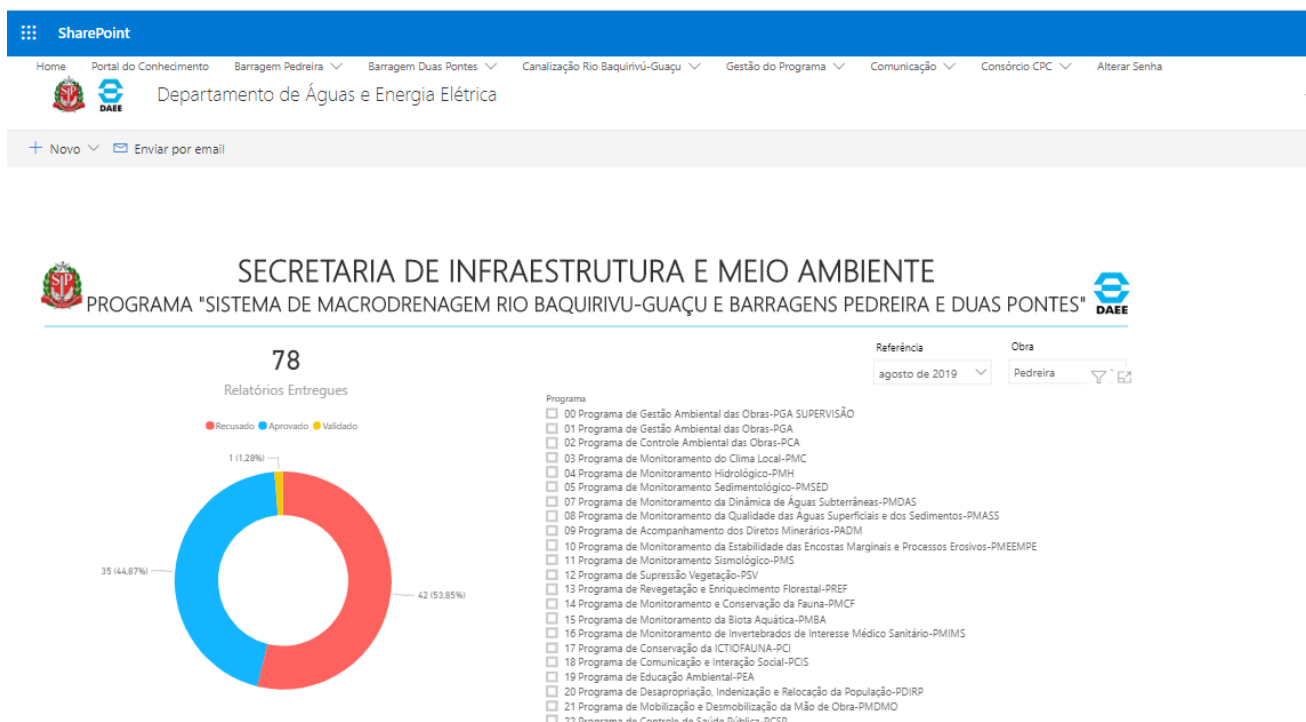 SharePoint
Home Portal do Conhecimento Barragem Pedreira Barragem Duas Pontes Canalização Rio Baquirivú-Guaçu Gestão do Programa Comunicação Consórcio CPC Alterar Senha
DAEE Departamento de Águas e Energia Elétrica
Novo Enviar por email
SECRETARIA DE INFRAESTRUTURA E MEIO AMBIENTE
PROGRAMA "SISTEMA DE MACRODRENAGEM RIO BAQUIRIVU-GUAÇU E BARRAGENS PEDREIRA E DUAS PONTES"
DAEE
78
Relatórios Entregues
Recusado Aprovado Validado
1 (1,28%)
35 (44,87%)
42 (53,85%)
Referência Obra
agosto de 2019 Pedreira
Programa
00 Programa de Gestão Ambiental das Obras-PGA SUPERVISÃO
01 Programa de Gestão Ambiental das Obras-PGA
02 Programa de Controle Ambiental das Obras-PCA
03 Programa de Monitoramento do Clima Local-PMC
04 Programa de Monitoramento Hidrológico-PMH
05 Programa de Monitoramento Sedimentológico-PMSED
07 Programa de Monitoramento da Dinâmica de Águas Subterrâneas-PMDAS
08 Programa de Monitoramento da Qualidade das Águas Superficiais e dos Sedimentos-PMASS
09 Programa de Acompanhamento dos Diretos Minerários-PADM
10 Programa de Monitoramento da Estabilidade das Encostas Marginais e Processos Erosivos-PMEEMPE
11 Programa de Monitoramento Sismológico-PMS
12 Programa de Supressão Vegetação-PSV
13 Programa de Revegetação e Enriquecimento Florestal-PREF
14 Programa de Monitoramento e Conservação da Fauna-PMCF
15 Programa de Monitoramento da Biota Aquática-PMBA
16 Programa de Monitoramento de Invertebrados de Interesse Médico Sanitário-PMIMS
17 Programa de Conservação da ICTIOFAUNA-PCI
18 Programa de Comunicação e Interação Social-PCIS
19 Programa de Educação Ambiental-PEA
20 Programa de Desapropriação, Indenização e Relocação da População-PDIRP
21 Programa de Mobilização e Desmobilização da Mão de Obra-PMDMO
22 Programa de Controle de Saúde Pública-PCSP